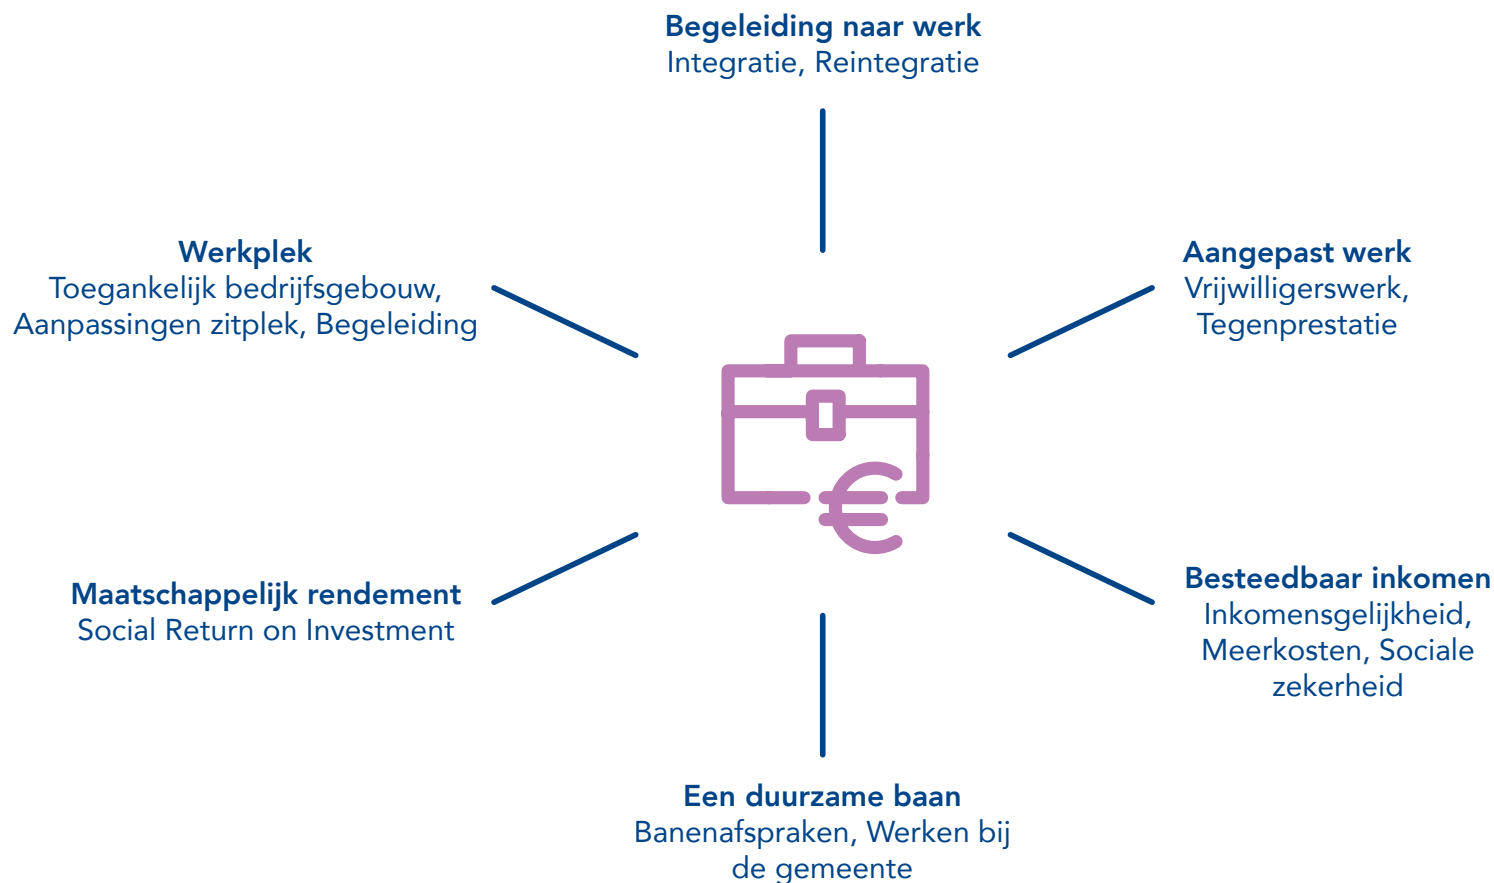 Begeleiding naar werk
Integratie, Reintegratie
Werkplek
Toegankelijk bedrijfsgebouw,
Aanpassingen zitplek, Begeleiding
Aangepast werk
Vrijwilligerswerk,
Tegenprestatie
Maatschappelijk rendement
Social Return on Investment
Besteedbaar inkomen
Inkomensgelijkheid,
Meerkosten, Sociale
zekerheid
Een duurzame baan
Banenafspraken, Werken bij
de gemeente